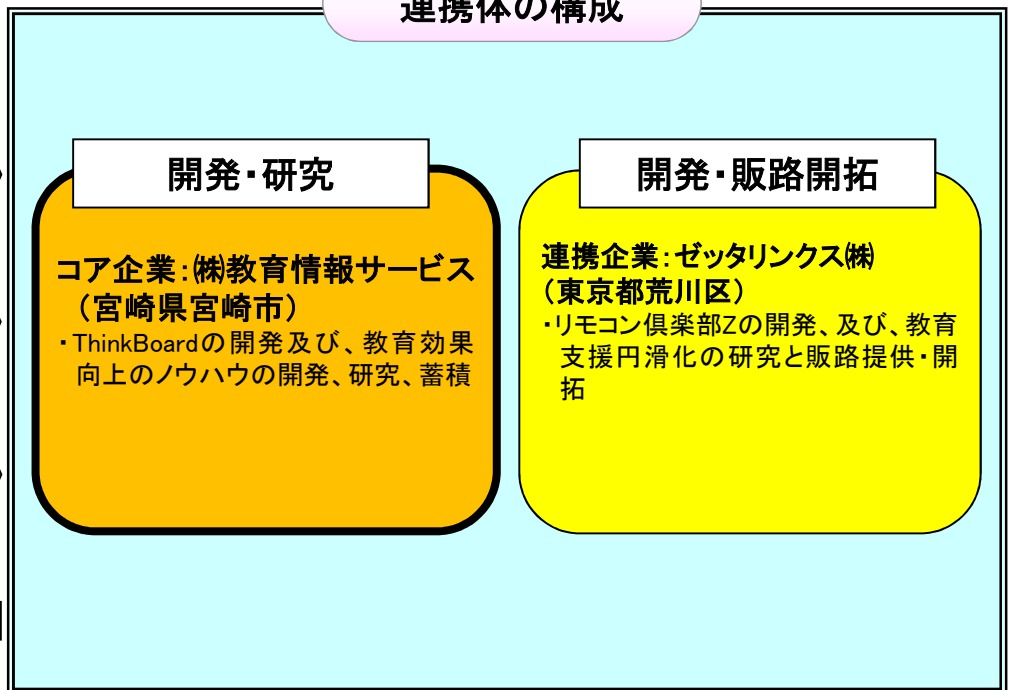 連携体の構成
開発・研究
コア企業：㈱教育情報サービス
（宮崎県宮崎市）
・ThinkBoardの開発及び、教育効果
向上のノウハウの開発、研究、蓄積
開発・販路開拓
連携企業：ゼッタリンクス㈱
（東京都荒川区）
・リモコン倶楽部Zの開発、及び、教育
支援円滑化の研究と販路提供・開
拓